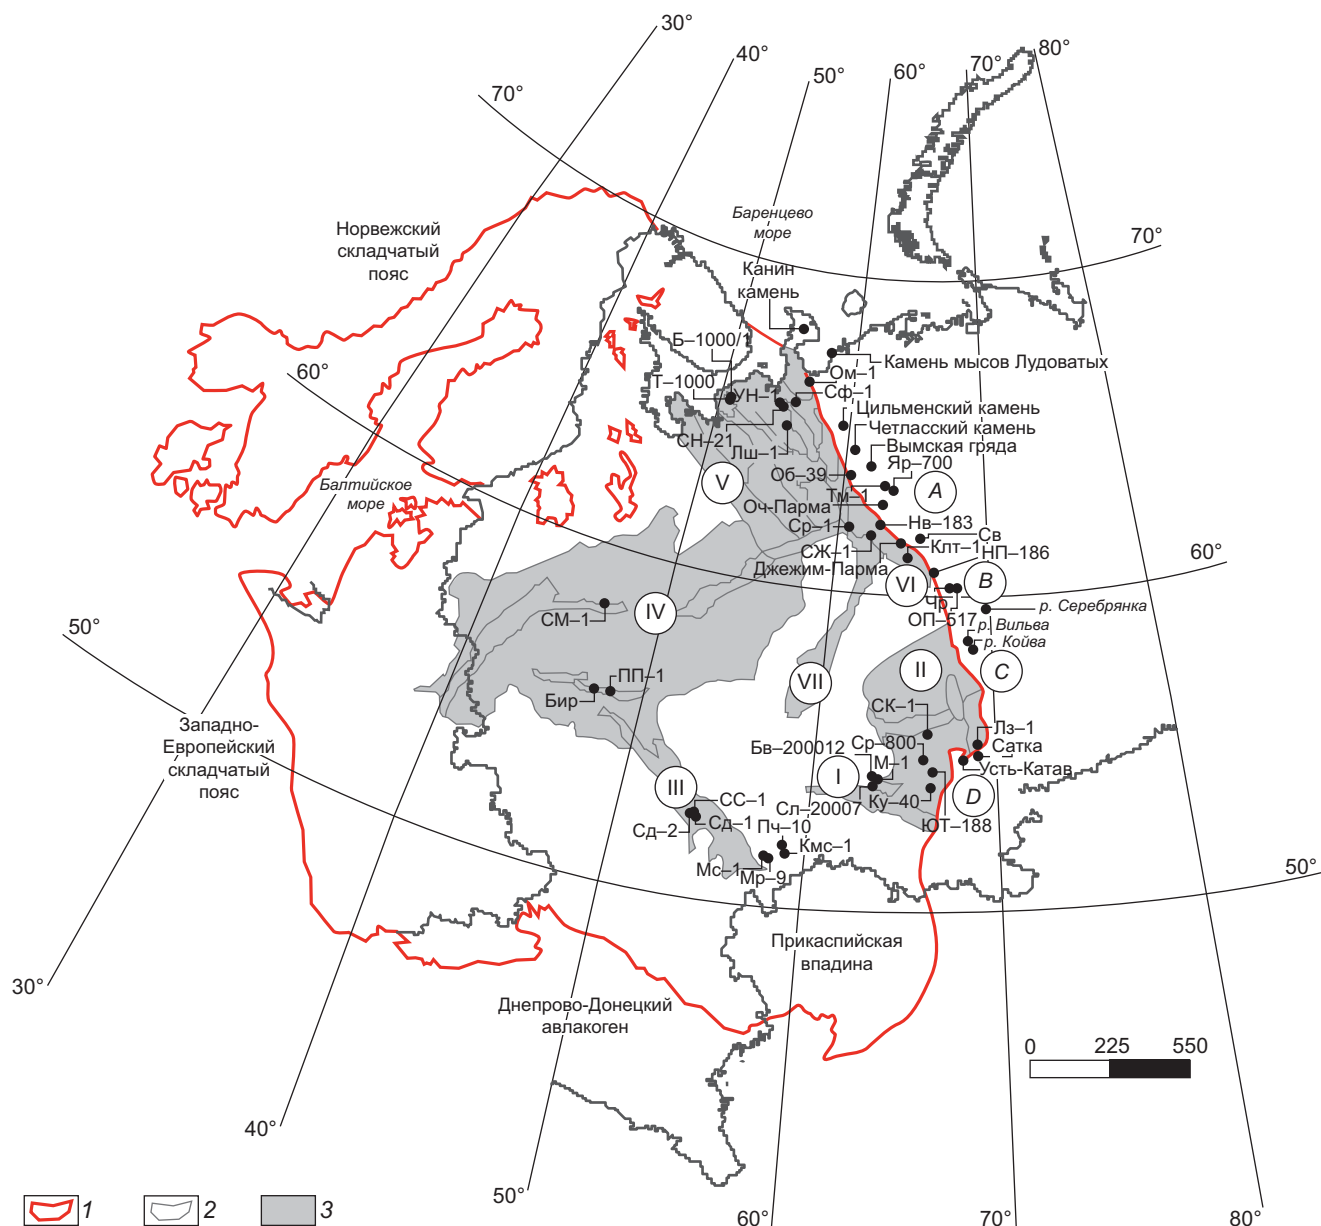 30°
40°
50°
60°
70°
80°
70°
70°
Баренцево
море
Норвежский
складчатый
пояс
Канин
камень
Б–1000/1
Камень мысов Лудоватых
60°
Т–1000
УН–1
Ом–1
Сф–1
Цильменский камень
Четласский камень
СН–21
Лш–1
Вымская гряда
Яр–700
Балтийское
море
V
Об–39
Тм–1
A
Оч-Парма
Ср–1
Нв–183
Св
СЖ–1
Клт–1
НП–186
Джежим-Парма
60°
VI
B
Чр
ОП–517
р. Серебрянка
СМ–1
IV
р. Вильва
р. Койва
50°
II
C
VII
ПП–1
Бир
СК–1
Западно-
Европейский
складчатый
пояс
Лз–1
Бв–200012
Ср–800
Сатка
М–1
Усть-Катав
I
III
D
СС–1
Сл–20007
Ку–40
Сд–2
Сд–1
Пч–10
ЮТ–188
Кмс–1
Мс–1
Мр–9
50°
Прикаспийская
впадина
30°
Днепрово-Донецкий
авлакоген
0 225 550
40°
50°
60°
70°
80°
1 2 3